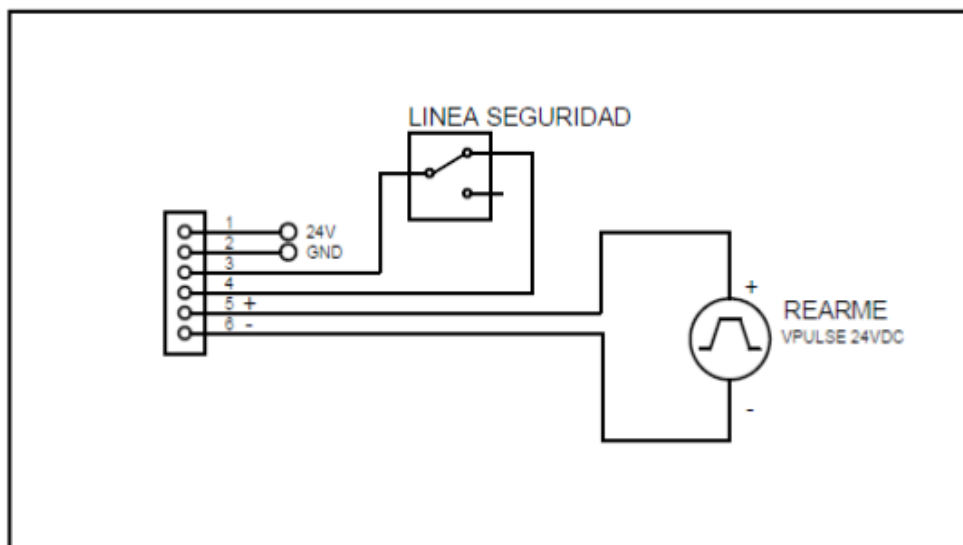 LINEA SEGURIDAD
1
24V
2
GND
3
4
5 +
6 -
+
REARME
VPULSE 24VDC
-